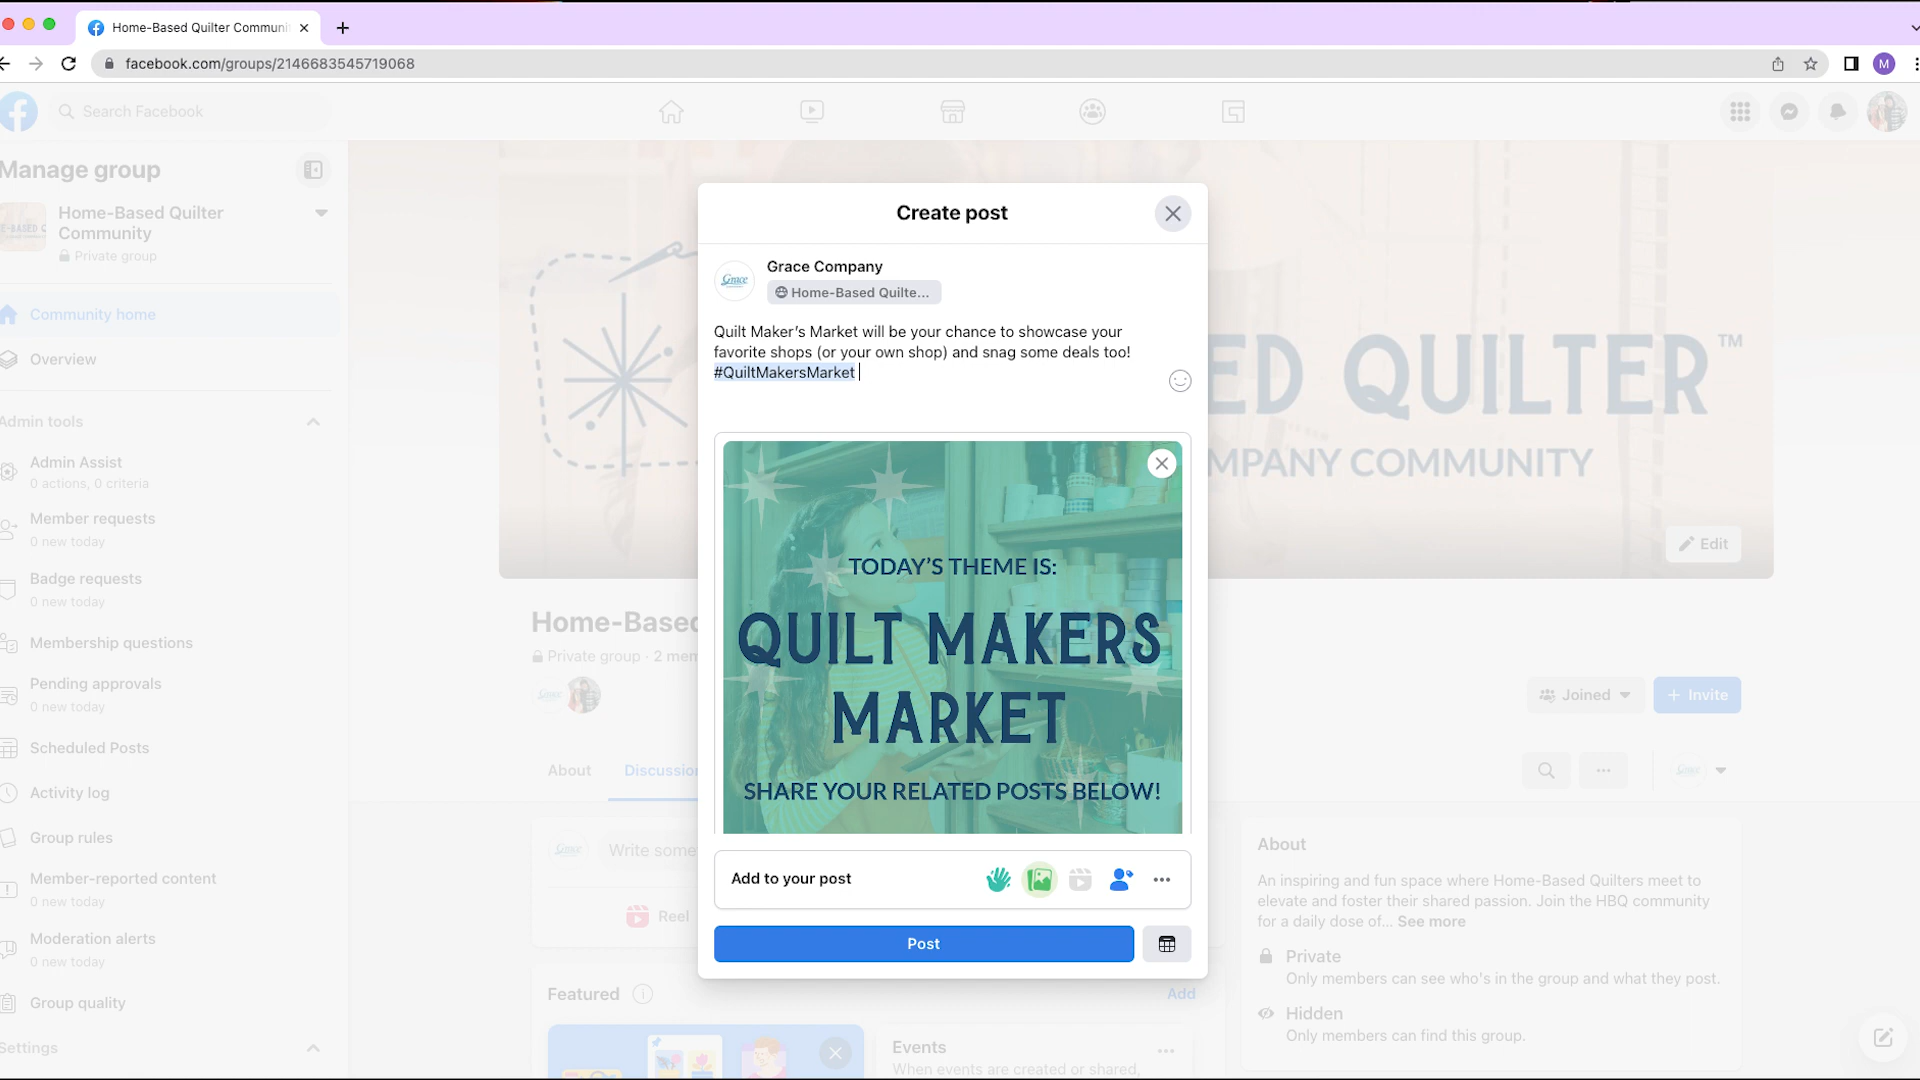 Home-Based Quilter Communi
facebook.com/groups/2146683545719068
M
Search Facebook
Manage group
Home-Based Quilter
Community
Private group
Community home
Overview
Admin tools
Admin Assist
0 actions, 0 criteria
Member requests
0 new today
Badge requests
0 new today
Membership questions
Pending approvals
0 new today
Scheduled Posts
Activity log
Group rules
Member-reported content
0 new today
Moderation alerts
0 new today
Group quality
Settings
ED QUILTER™
MPANY COMMUNITY
Edit
Home-Based
Private group · 2 mem
Joined
+ Invite
About
Discussion
Write some
Reel
Featured
Add
Events
When events are created or shared,
Create post
Grace
Grace Company
Home-Based Quilte...
Quilt Maker's Market will be your chance to showcase your
favorite shops (or your own shop) and snag some deals too!
#QuiltMakersMarket
TODAY'S THEME IS:
QUILT MAKERS
MARKET
SHARE YOUR RELATED POSTS BELOW!
Add to your post
Post
About
An inspiring and fun space where Home-Based Quilters meet to
elevate and foster their shared passion. Join the HBQ community
for a daily dose of... See more
Private
Only members can see who's in the group and what they post.
Hidden
Only members can find this group.